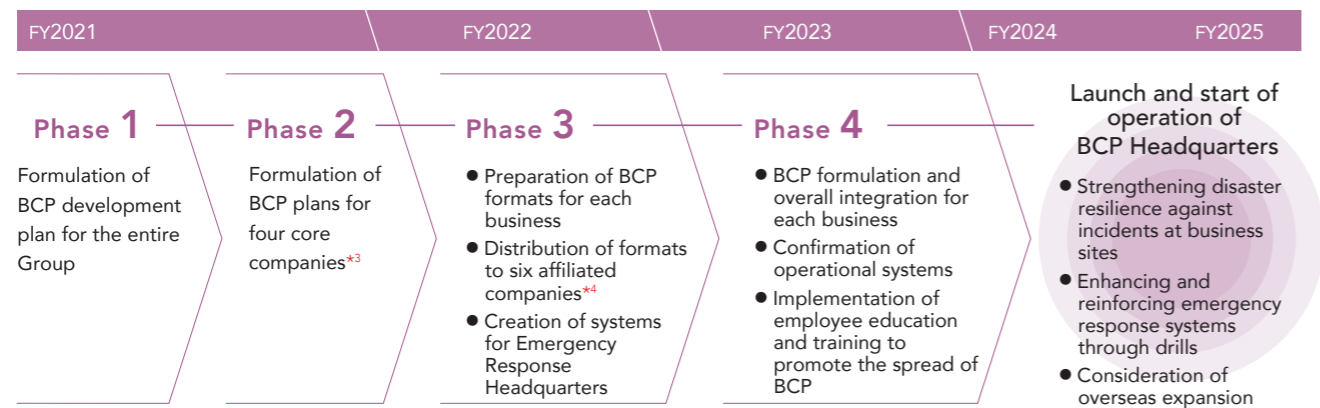 FY2021
FY2022
FY2023
FY2024
FY2025
Phase 1
Formulation of
BCP development
plan for the entire
Group
Phase 2
Formulation of
BCP plans for
four core
companies*3
Phase 3
● Preparation of BCP
formats for each
business
● Distribution of formats
to six affiliated
companies*4
● Creation of systems
for Emergency
Response
Headquarters
Phase 4
● BCP formulation and
overall integration for
each business
● Confirmation of
operational systems
● Implementation of
employee education
and training to
promote the spread of
BCP
Launch and start of
operation of
BCP Headquarters
● Strengthening disaster
resilience against
incidents at business
sites
● Enhancing and
reinforcing emergency
response systems
through drills
● Consideration of
overseas expansion